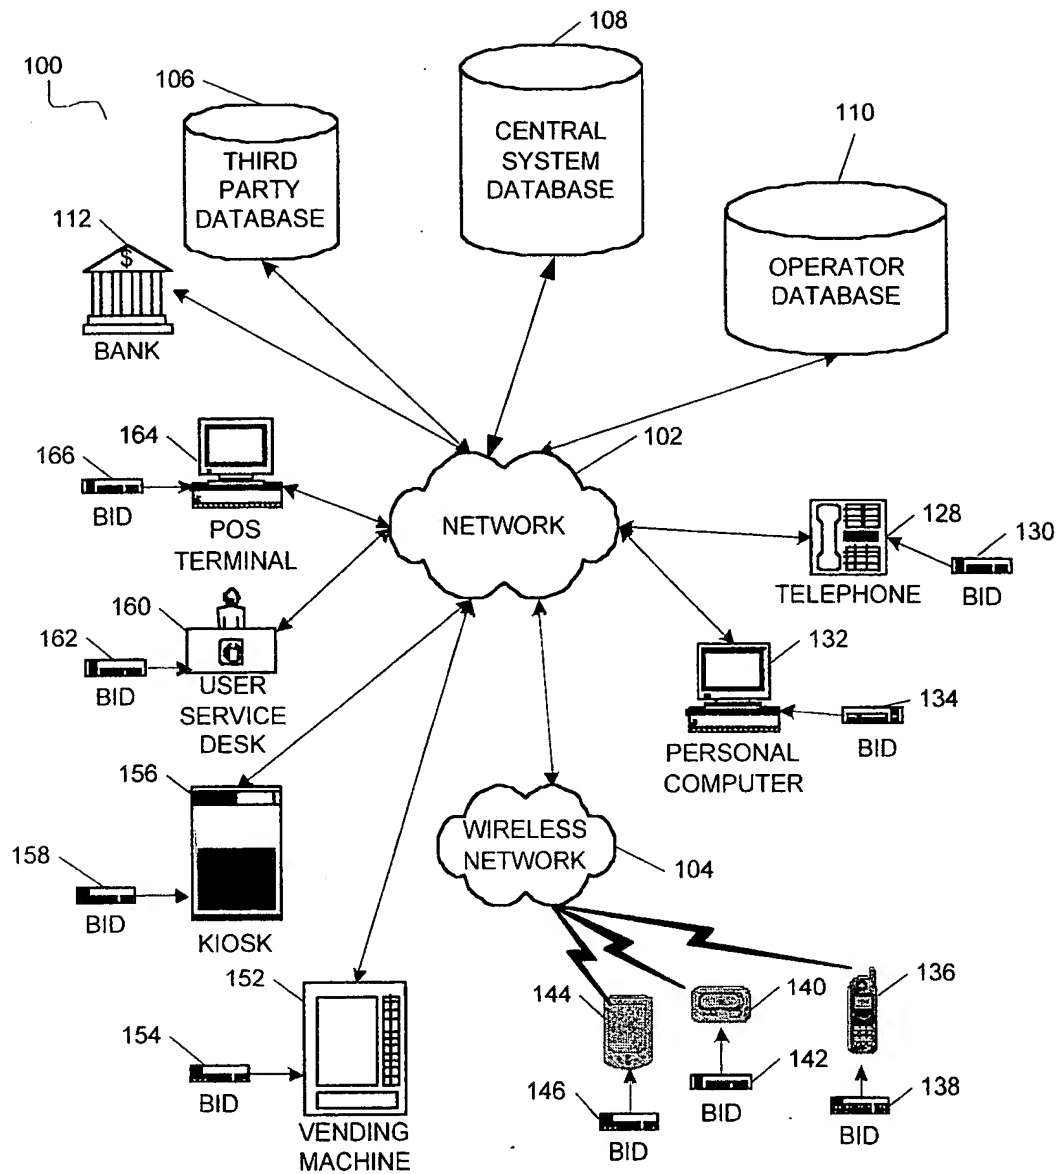 108
100
106
110
CENTRAL
SYSTEM
DATABASE
THIRD
PARTY
DATABASE
112
$
OPERATOR
DATABASE
BANK
164
102
166
NETWORK
128
130
BID
POS
TERMINAL
TELEPHONE
BID
160
162
132
BID
USER
SERVICE
DESK
134
PERSONAL
COMPUTER
BID
156
WIRELESS
NETWORK
158
104
BID
KIOSK
152
144
140
136
154
142
146
138
BID
BID
VENDING
MACHINE
BID
BID